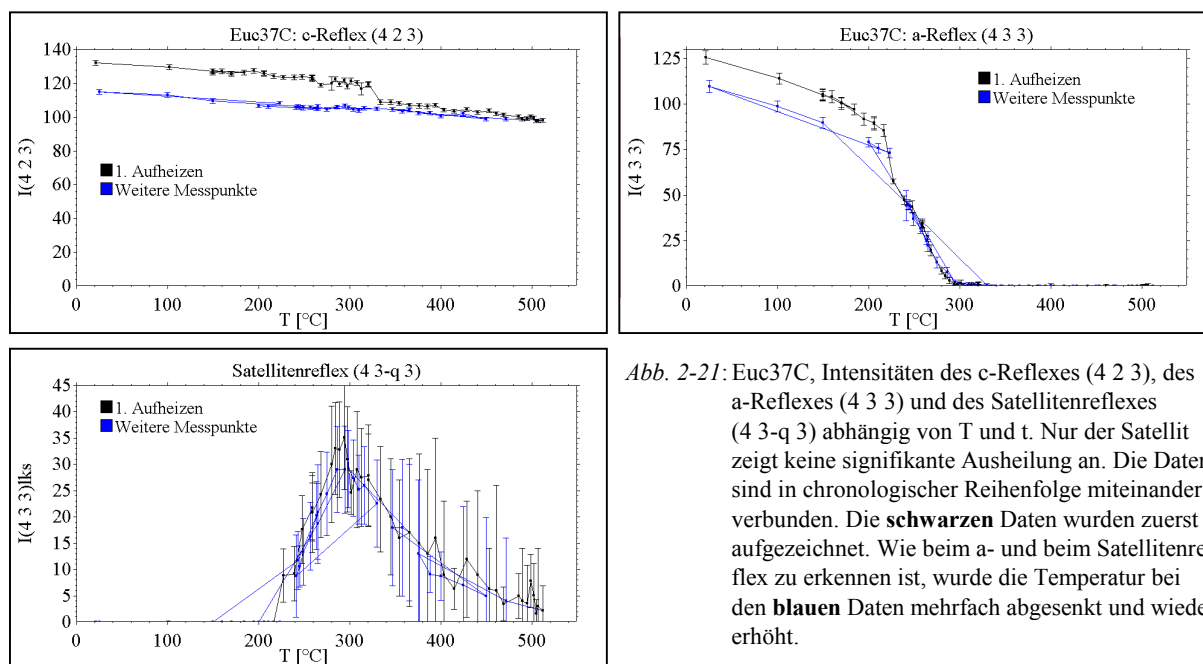 Euc37C: c-Reflex (4 2 3)
140
120
100
80
60
40
20
0
I(4 2 3)
1. Aufheizen
Weitere Messpunkte
0 100 200 300 400 500
T [°C]
Euc37C: a-Reflex (4 3 3)
125
100
75
50
25
0
I(4 3 3)
1. Aufheizen
Weitere Messpunkte
0 100 200 300 400 500
T [°C]
Satellitenreflex (4 3-q 3)
45
40
35
30
25
20
15
10
5
0
I(4 3 3)lks
1. Aufheizen
Weitere Messpunkte
0 100 200 300 400 500
T [°C]
Abb. 2-21: Euc37C, Intensitäten des c-Reflexes (4 2 3), des
a-Reflexes (4 3 3) und des Satellitenreflexes
(4 3-q 3) abhängig von T und t. Nur der Satellit
zeigt keine signifikante Ausheilung an. Die Daten
sind in chronologischer Reihenfolge miteinander
verbunden. Die schwarzen Daten wurden zuerst
aufgezeichnet. Wie beim a- und beim Satellitenre
flex zu erkennen ist, wurde die Temperatur bei
den blauen Daten mehrfach abgesenkt und wiede
erhöht.